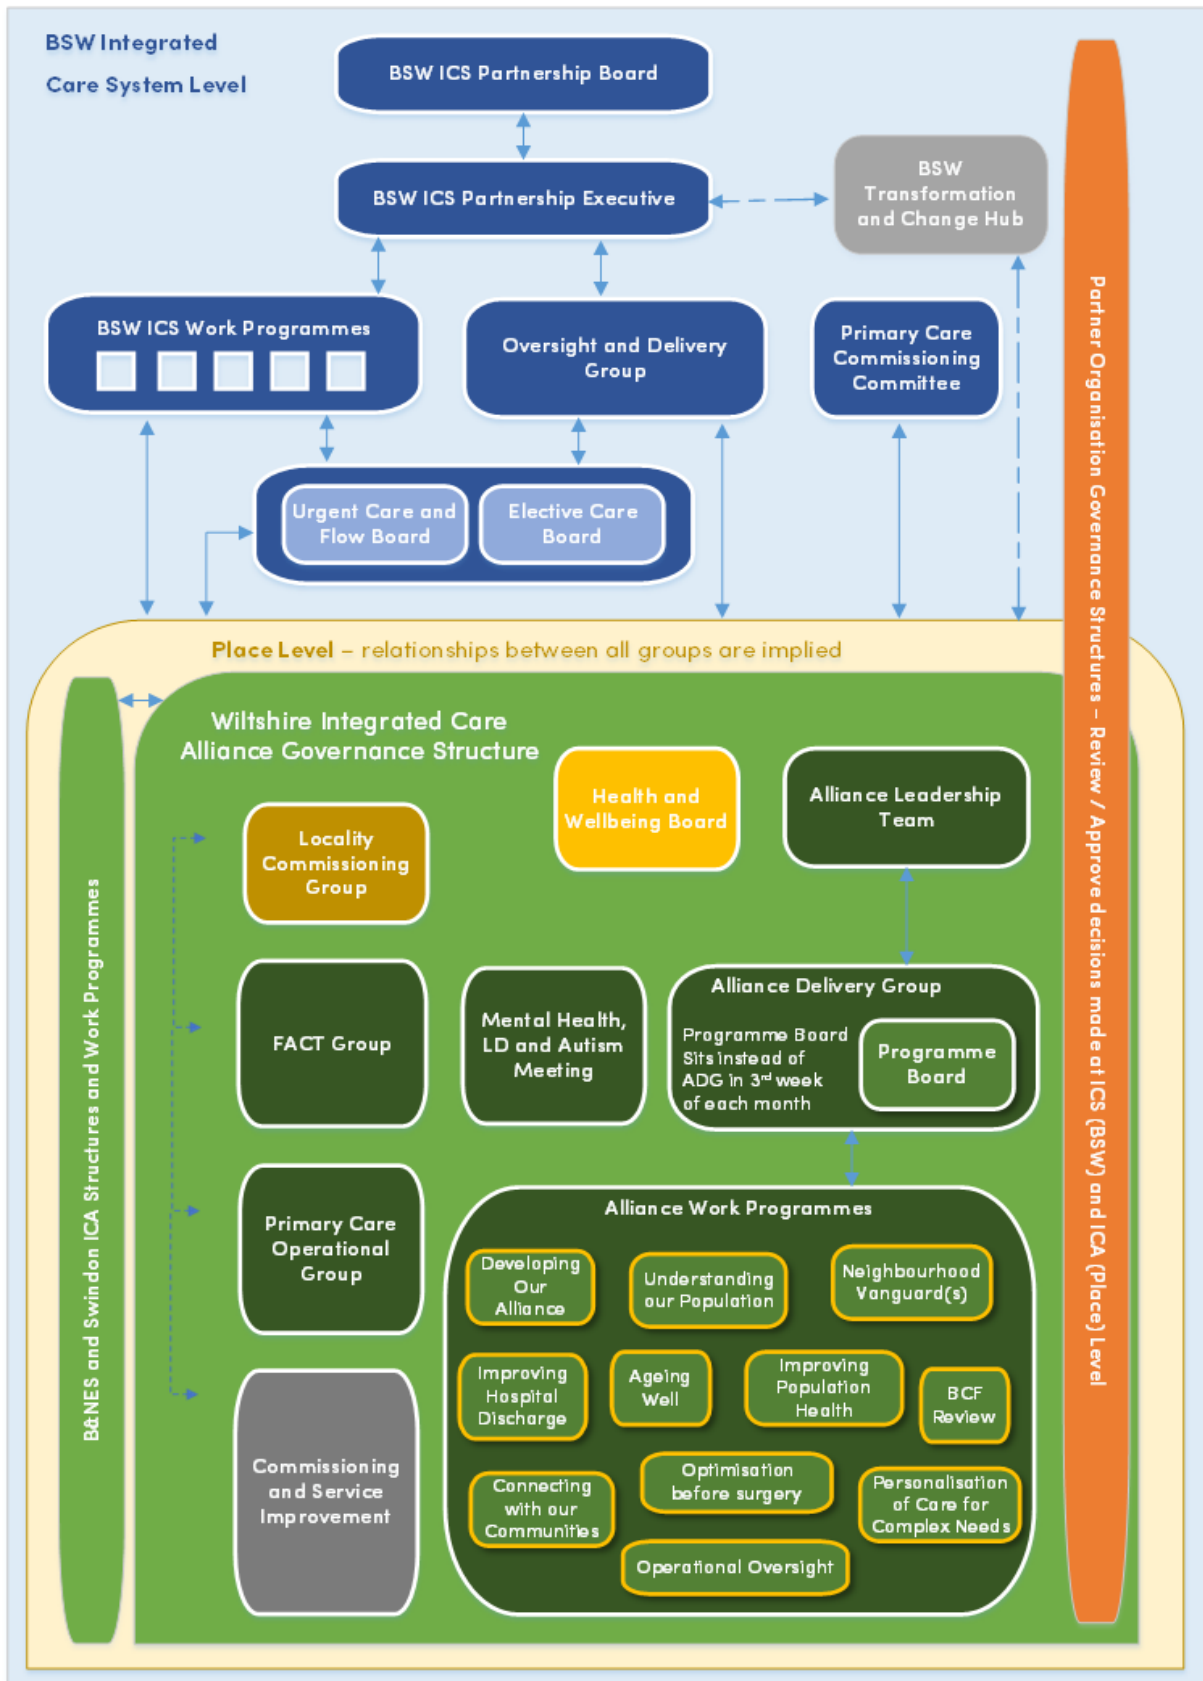 BSW Integrated
Care System Level
BSW ICS Partnership Board
BSW ICS Partnership Executive
BSW
Transformation
and Change Hub
BSW ICS Work Programmes
Oversight and Delivery
Group
Primary Care
Commissioning
Committee
Urgent Care and
Flow Board
Elective Care
Board
Place Level – relationships between all groups are implied
Wiltshire Integrated Care
Alliance Governance Structure
Health and
Wellbeing Board
Alliance Leadership
Team
Locality
Commissioning
Group
FACT Group
Mental Health,
LD and Autism
Meeting
Alliance Delivery Group
Programme Board
Sits instead of
ADG in 3rd week
of each month
Programme
Board
Primary Care
Operational
Group
Commissioning
and Service
Improvement
Alliance Work Programmes
Developing
Our
Alliance
Understanding
our Population
Neighbourhood
Vanguard(s)
Improving
Hospital
Discharge
Ageing
Well
Improving
Population
Health
BCF
Review
Connecting
with our
Communities
Optimisation
before surgery
Personalisation
of Care for
Complex Needs
Operational Oversight
B&NES and Swindon ICA Structures and Work Programmes
Partner Organisation Governance Structures – Review / Approve decisions made at ICS (BSW) and ICA (Place) Level